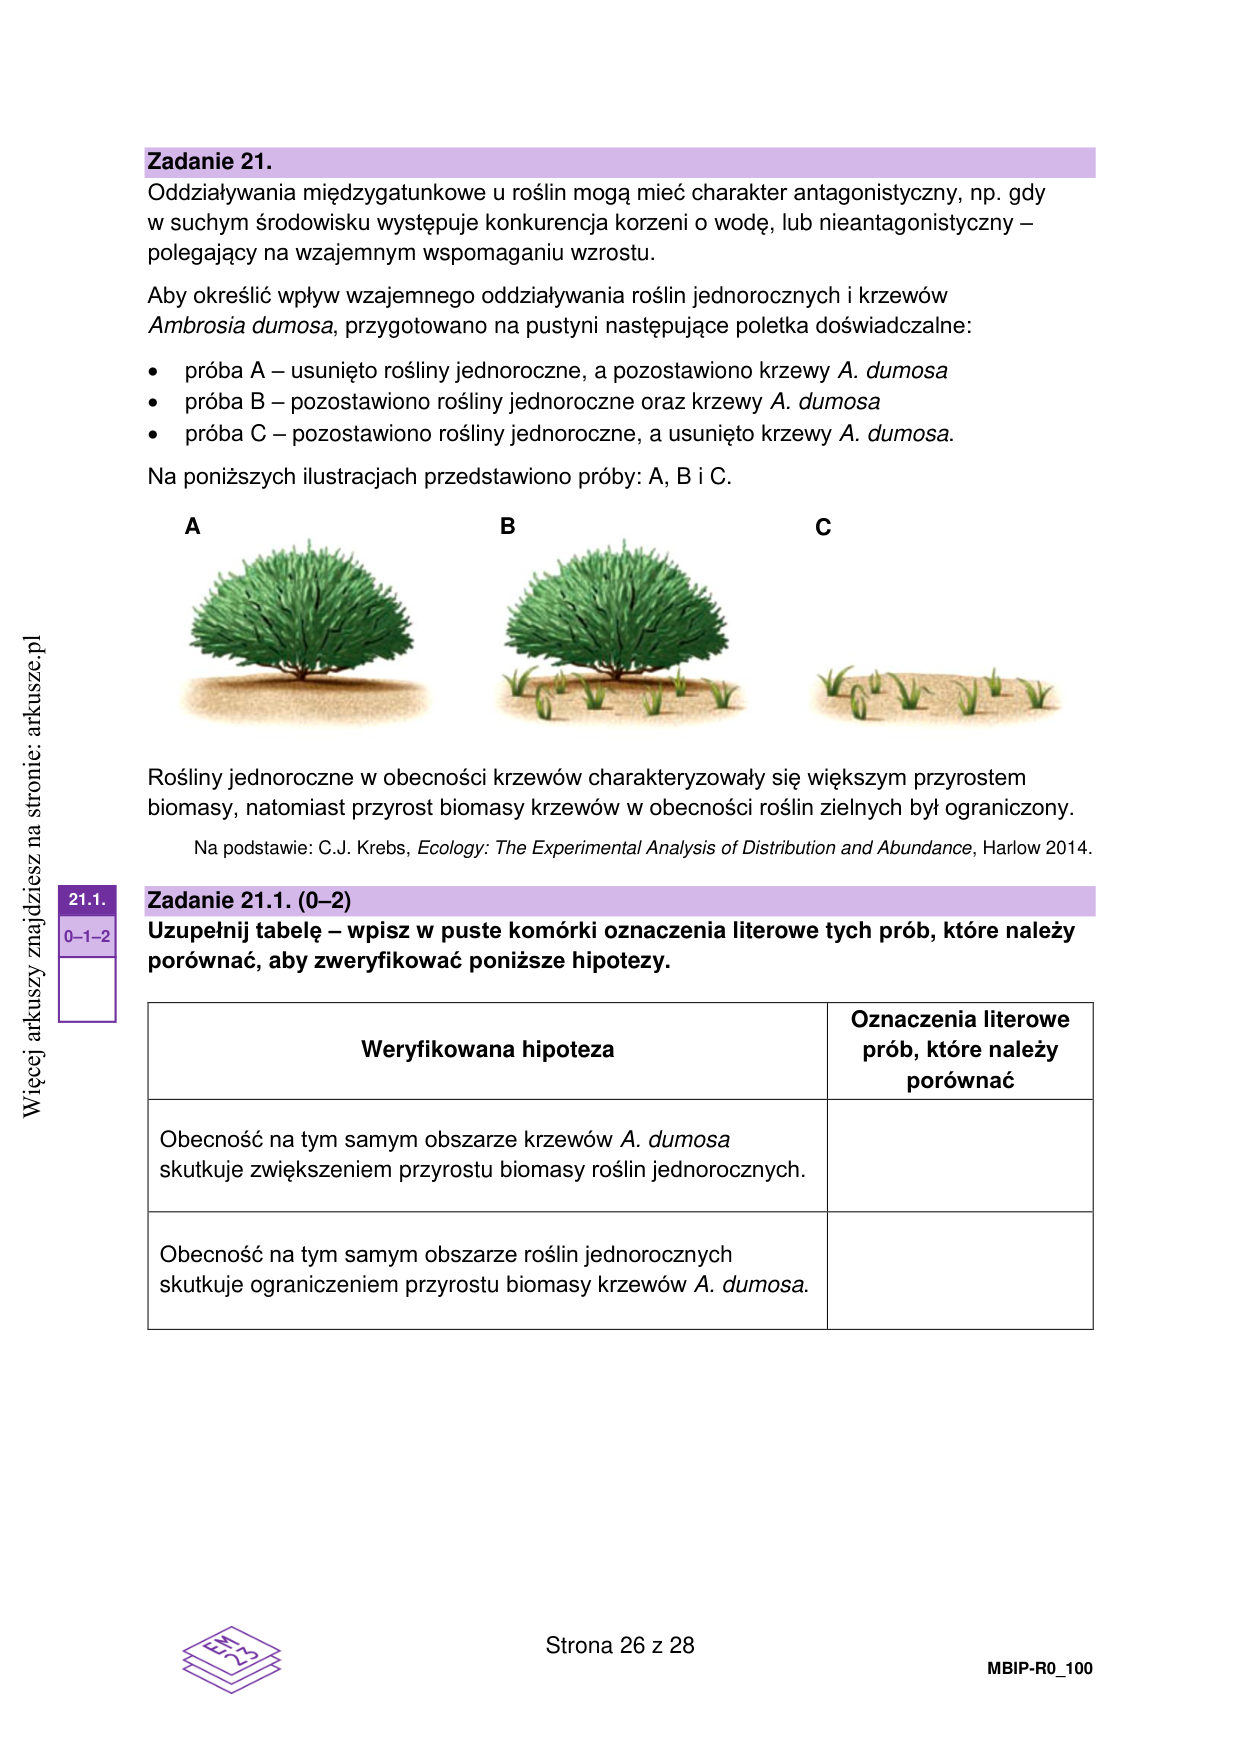 Zadanie 21.
Oddziaływania międzygatunkowe u roślin mogą mieć charakter antagonistyczny, np. gdy
w suchym środowisku występuje konkurencja korzeni o wodę, lub nieantagonistyczny –
polegający na wzajemnym wspomaganiu wzrostu.
Aby określić wpływ wzajemnego oddziaływania roślin jednorocznych i krzewów
Ambrosia dumosa, przygotowano na pustyni następujące poletka doświadczalne:
• próba A – usunięto rośliny jednoroczne, a pozostawiono krzewy A. dumosa
• próba B – pozostawiono rośliny jednoroczne oraz krzewy A. dumosa
• próba C – pozostawiono rośliny jednoroczne, a usunięto krzewy A. dumosa.
Na poniższych ilustracjach przedstawiono próby: A, B i C.
A B C
Rośliny jednoroczne w obecności krzewów charakteryzowały się większym przyrostem
biomasy, natomiast przyrost biomasy krzewów w obecności roślin zielnych był ograniczony.
Na podstawie: C.J. Krebs, Ecology: The Experimental Analysis of Distribution and Abundance, Harlow 2014.
21.1.
0–1–2
Zadanie 21.1. (0–2)
Uzupełnij tabelę – wpisz w puste komórki oznaczenia literowe tych prób, które należy
porównać, aby zweryfikować poniższe hipotezy.
Weryfikowana hipoteza
Oznaczenia literowe
prób, które należy
porównać
Obecność na tym samym obszarze krzewów A. dumosa
skutkuje zwiększeniem przyrostu biomasy roślin jednorocznych.
Obecność na tym samym obszarze roślin jednorocznych
skutkuje ograniczeniem przyrostu biomasy krzewów A. dumosa.
Więcej arkuszy znajdziesz na stronie: arkusze.pl
EM
23
Strona 26 z 28
MBIP-R0_100